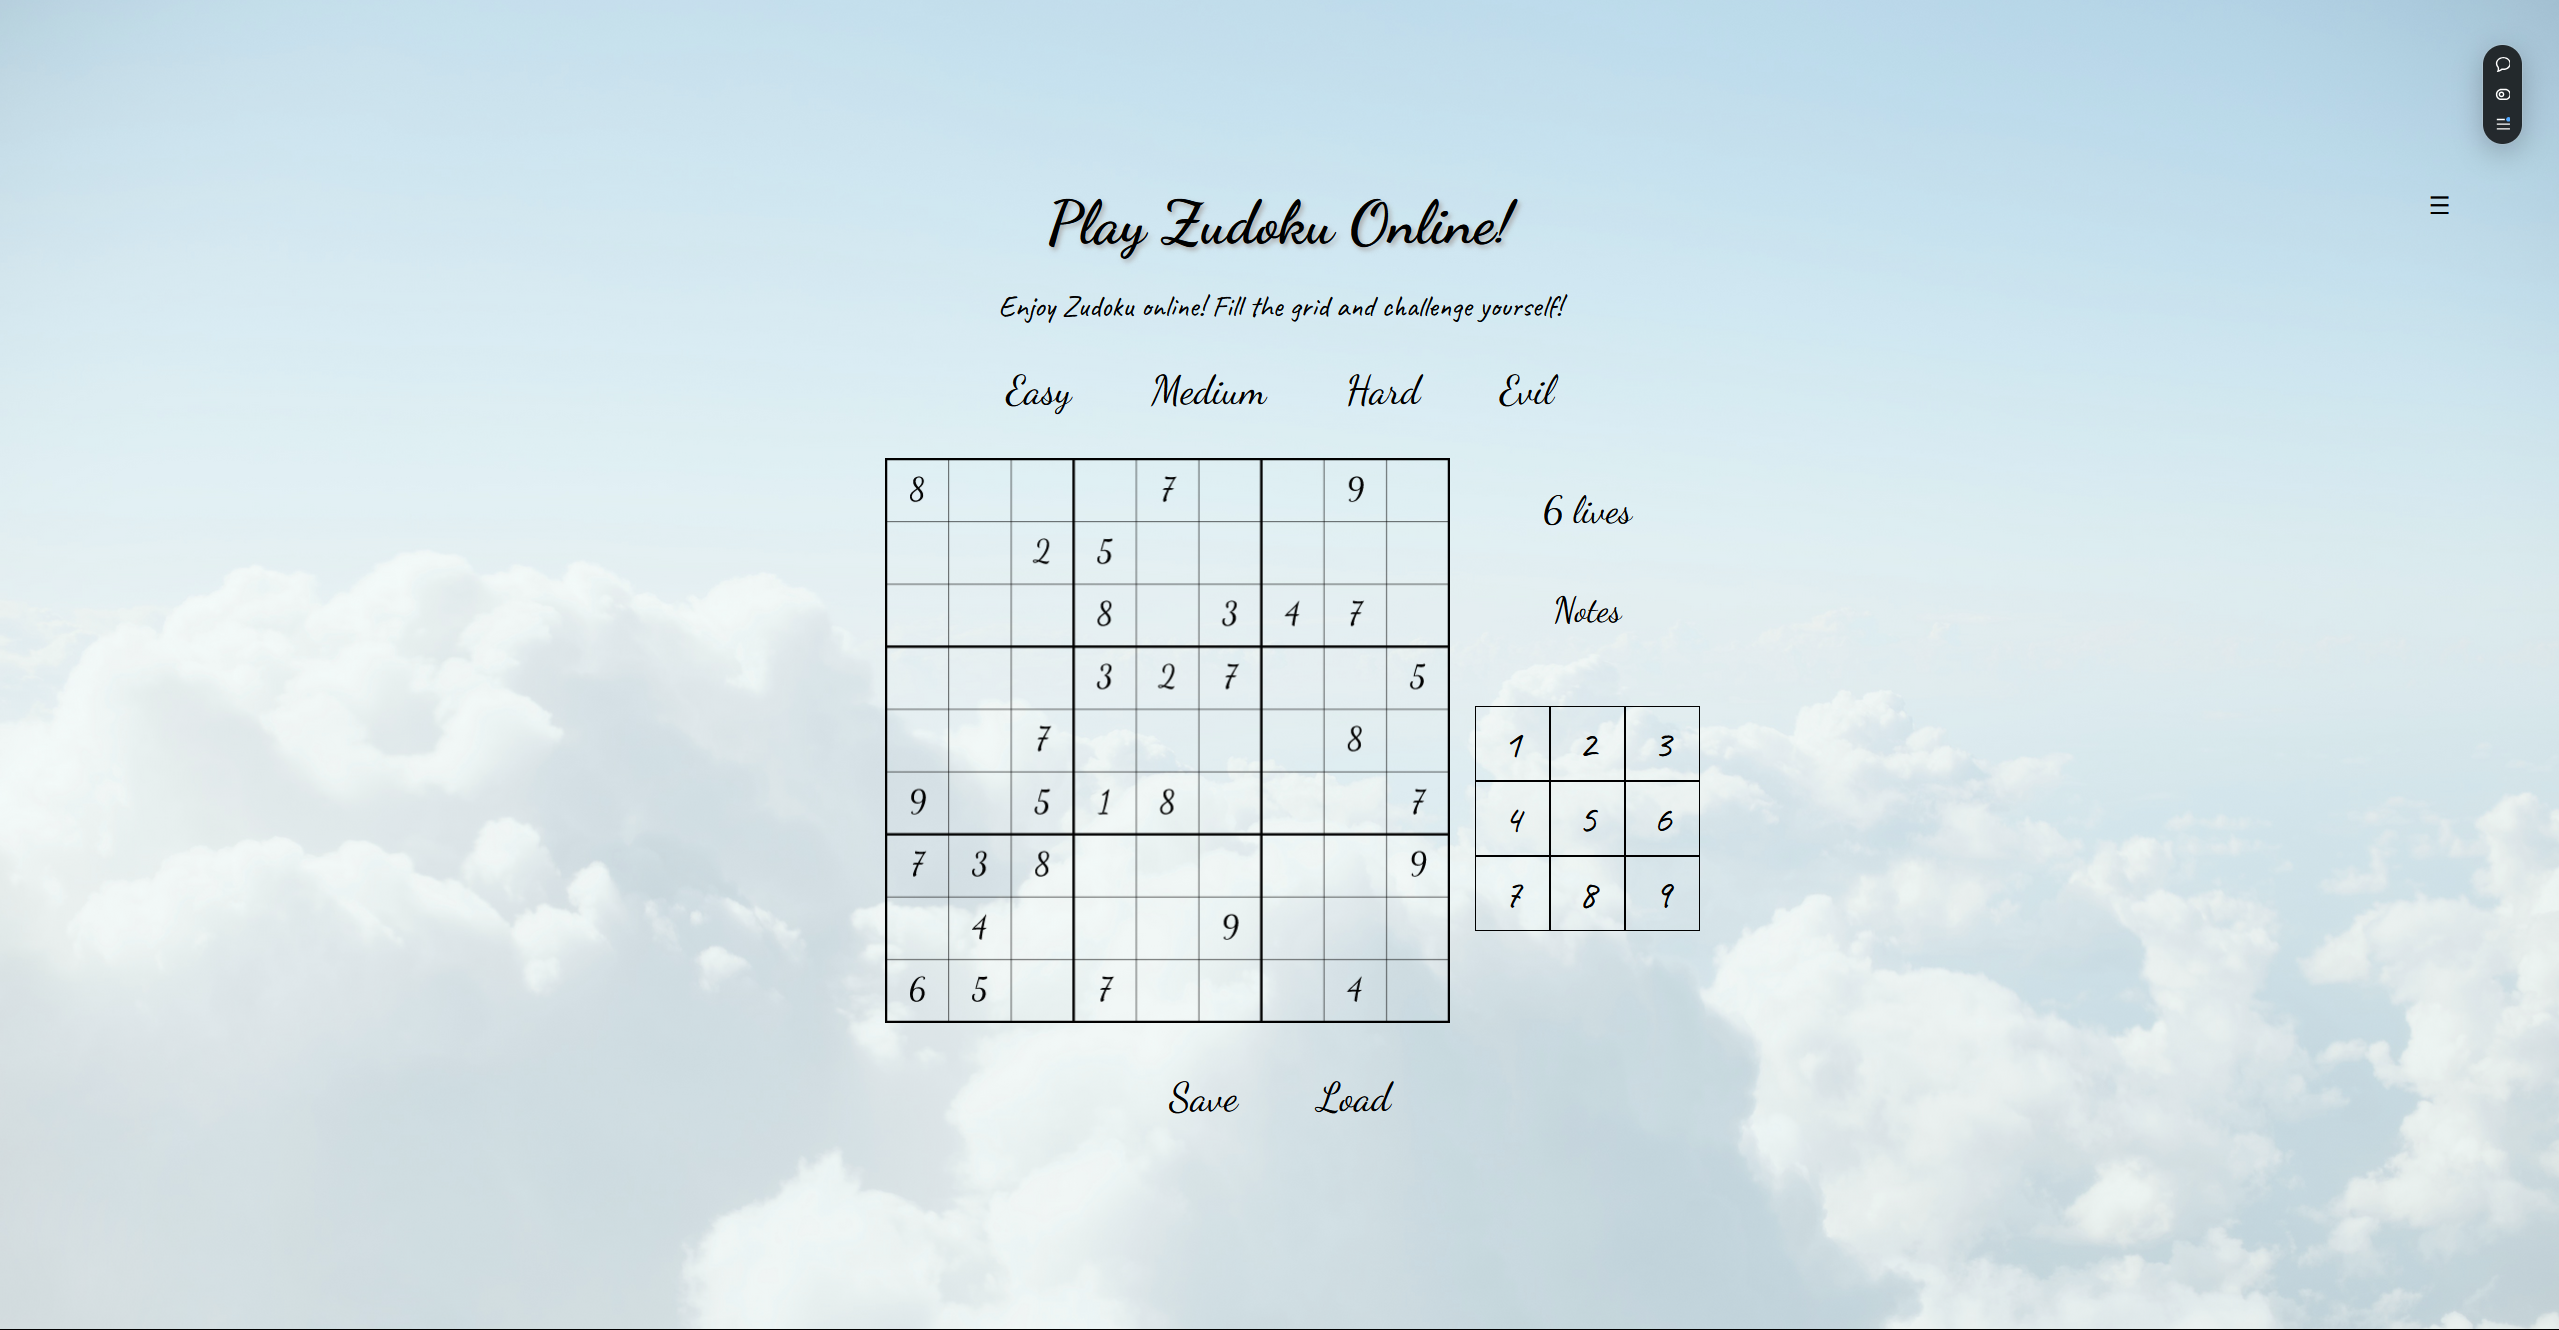 Play Zudoku Online!
Enjoy Zudoku online! Fill the grid and challenge yourself!
Easy Medium Hard Evil
8 7 9
2 5
8 3 4 7
3 2 7 5
7 8
9 5 1 8 7
7 3 8 9
4 9
6 5 7 4
6 lives
Notes
1 2 3
4 5 6
7 8 9
Save Load